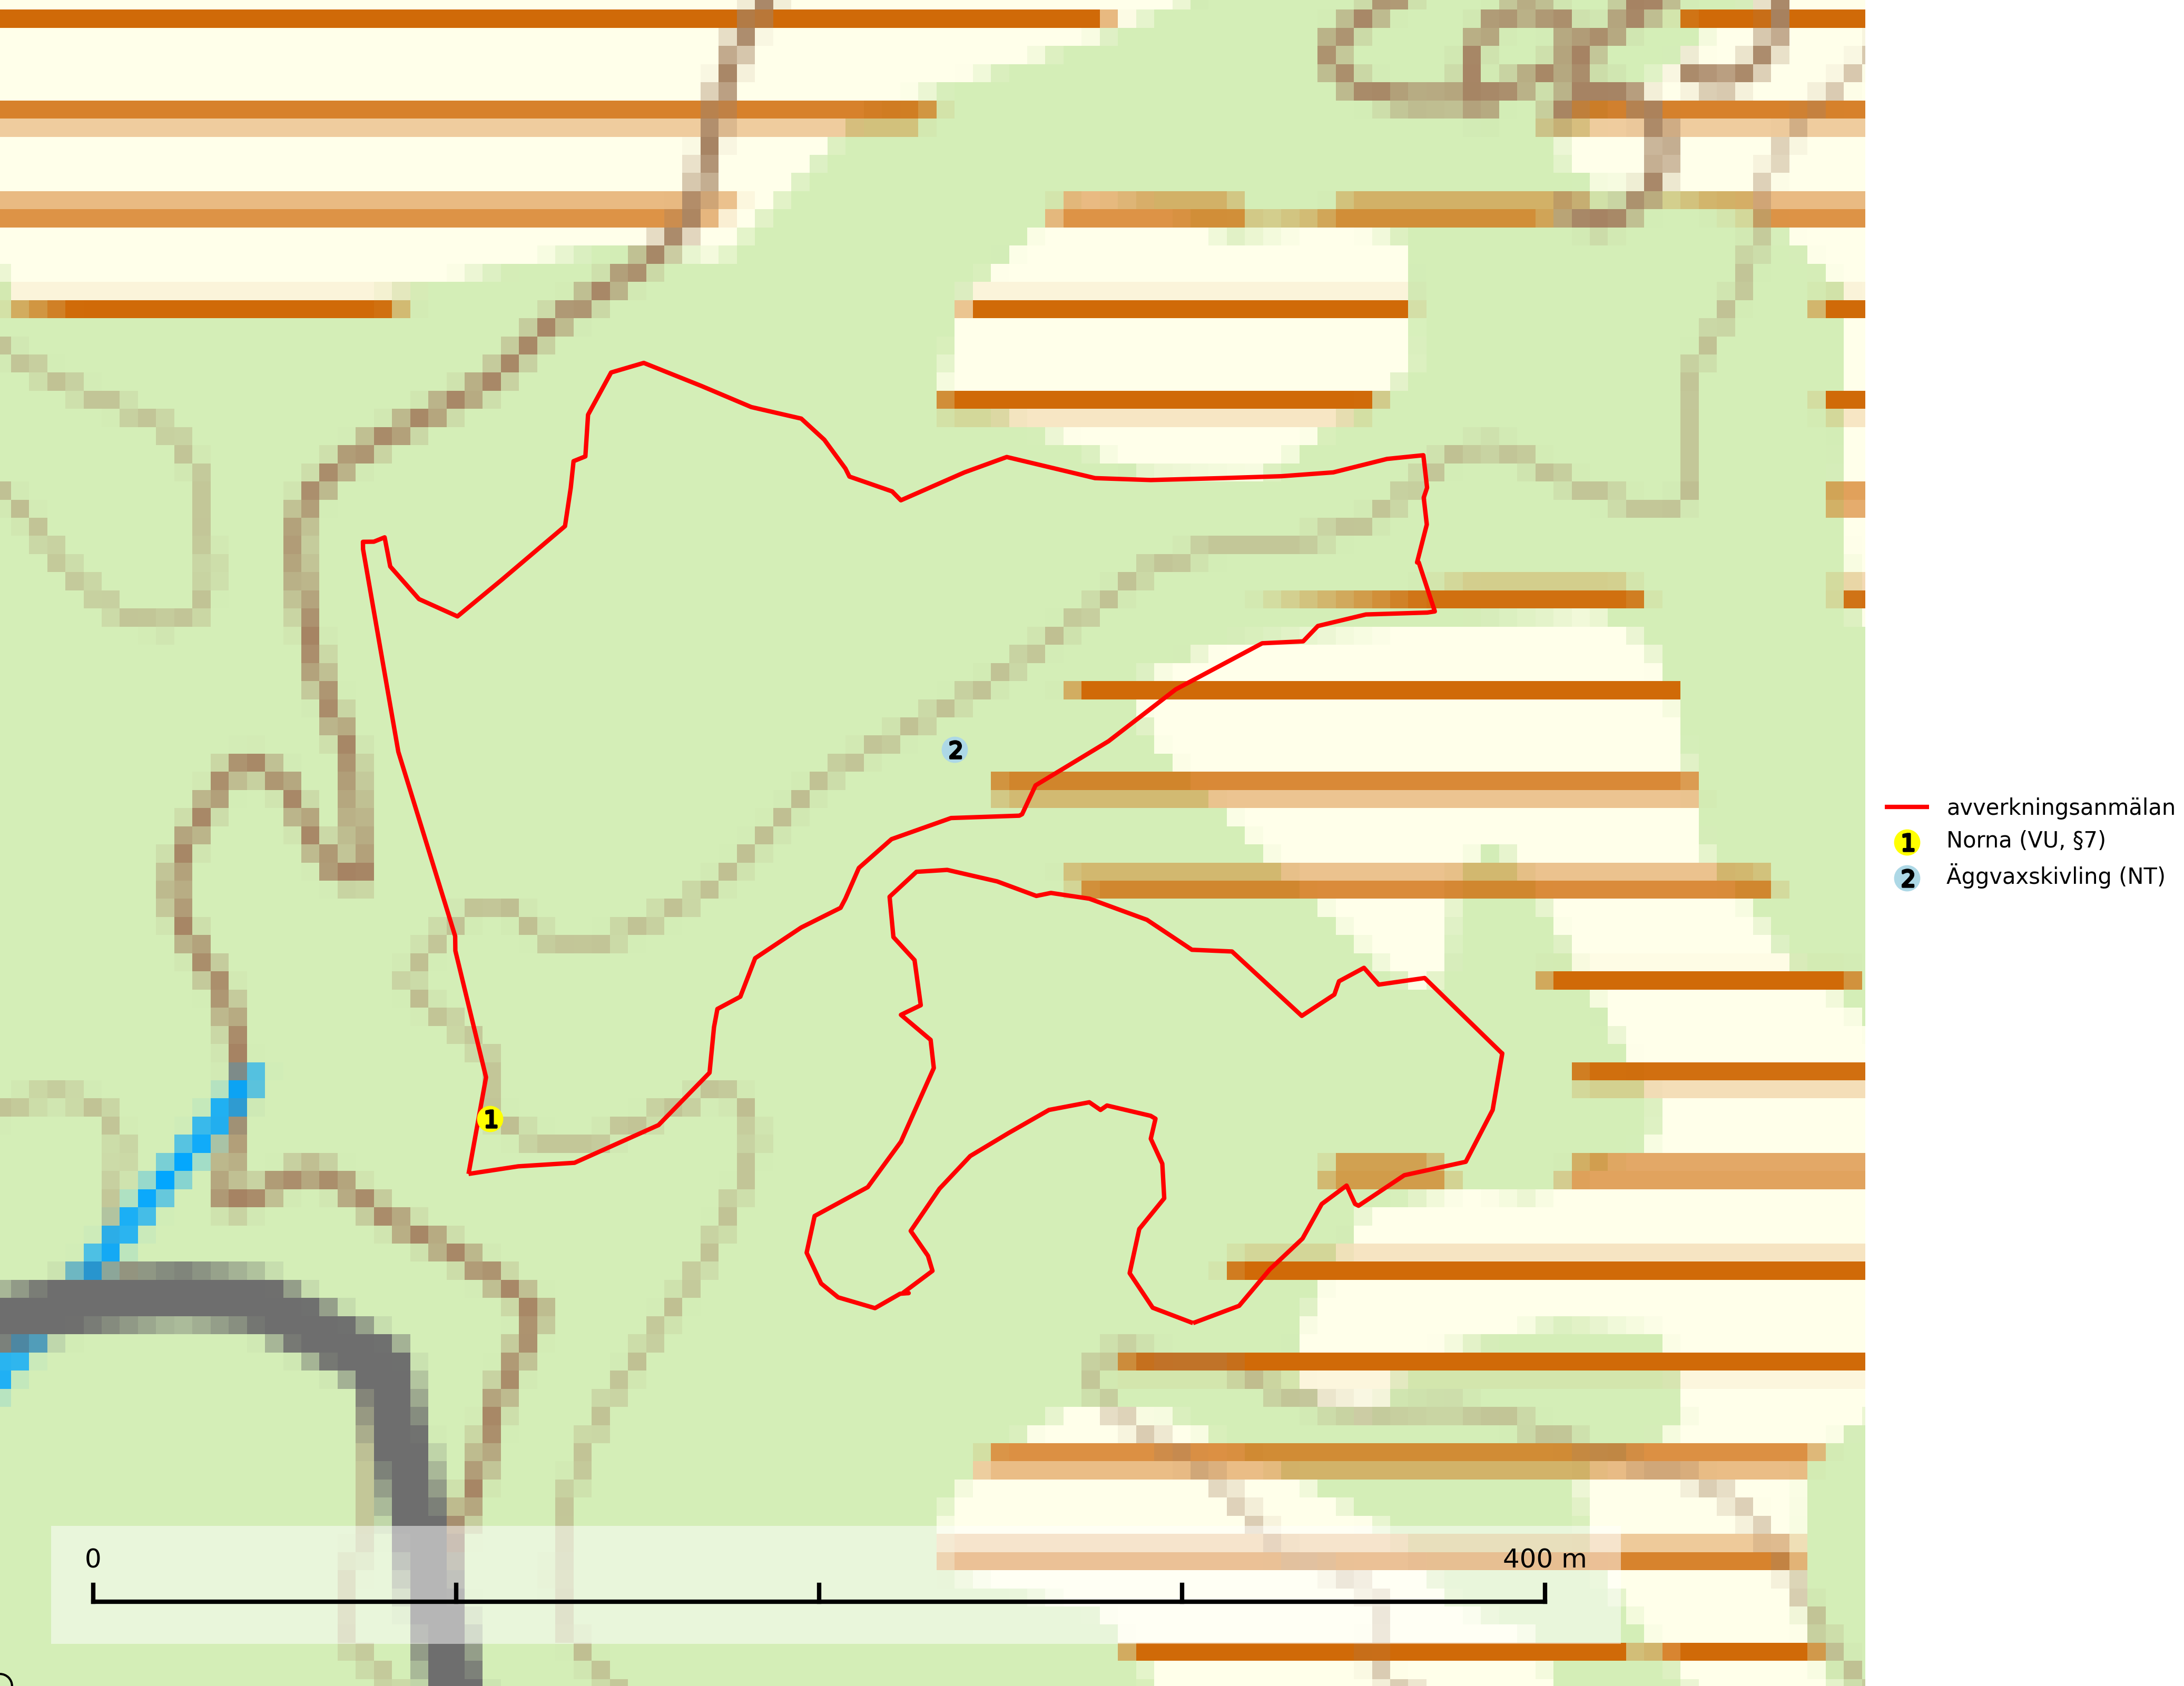 2
avverkningsanmälan
1 Norna (VU, §7)
2 Äggvaxskivling (NT)
1
0
400 m